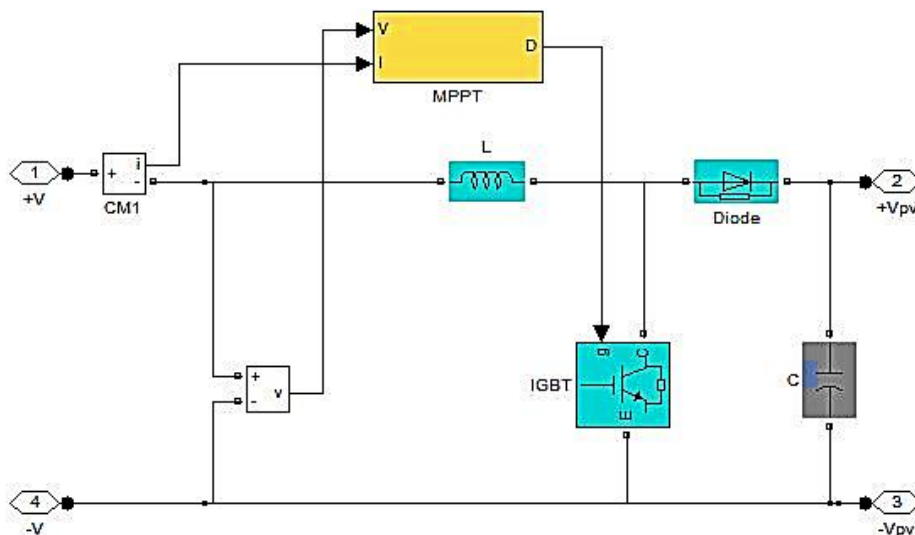 V
I
D
MPPT
1
+V
+
i
-
CM1
L
Diode
2
+Vpv
+
-
v
IGBT
g
C
E
C
4
-V
3
-Vpv